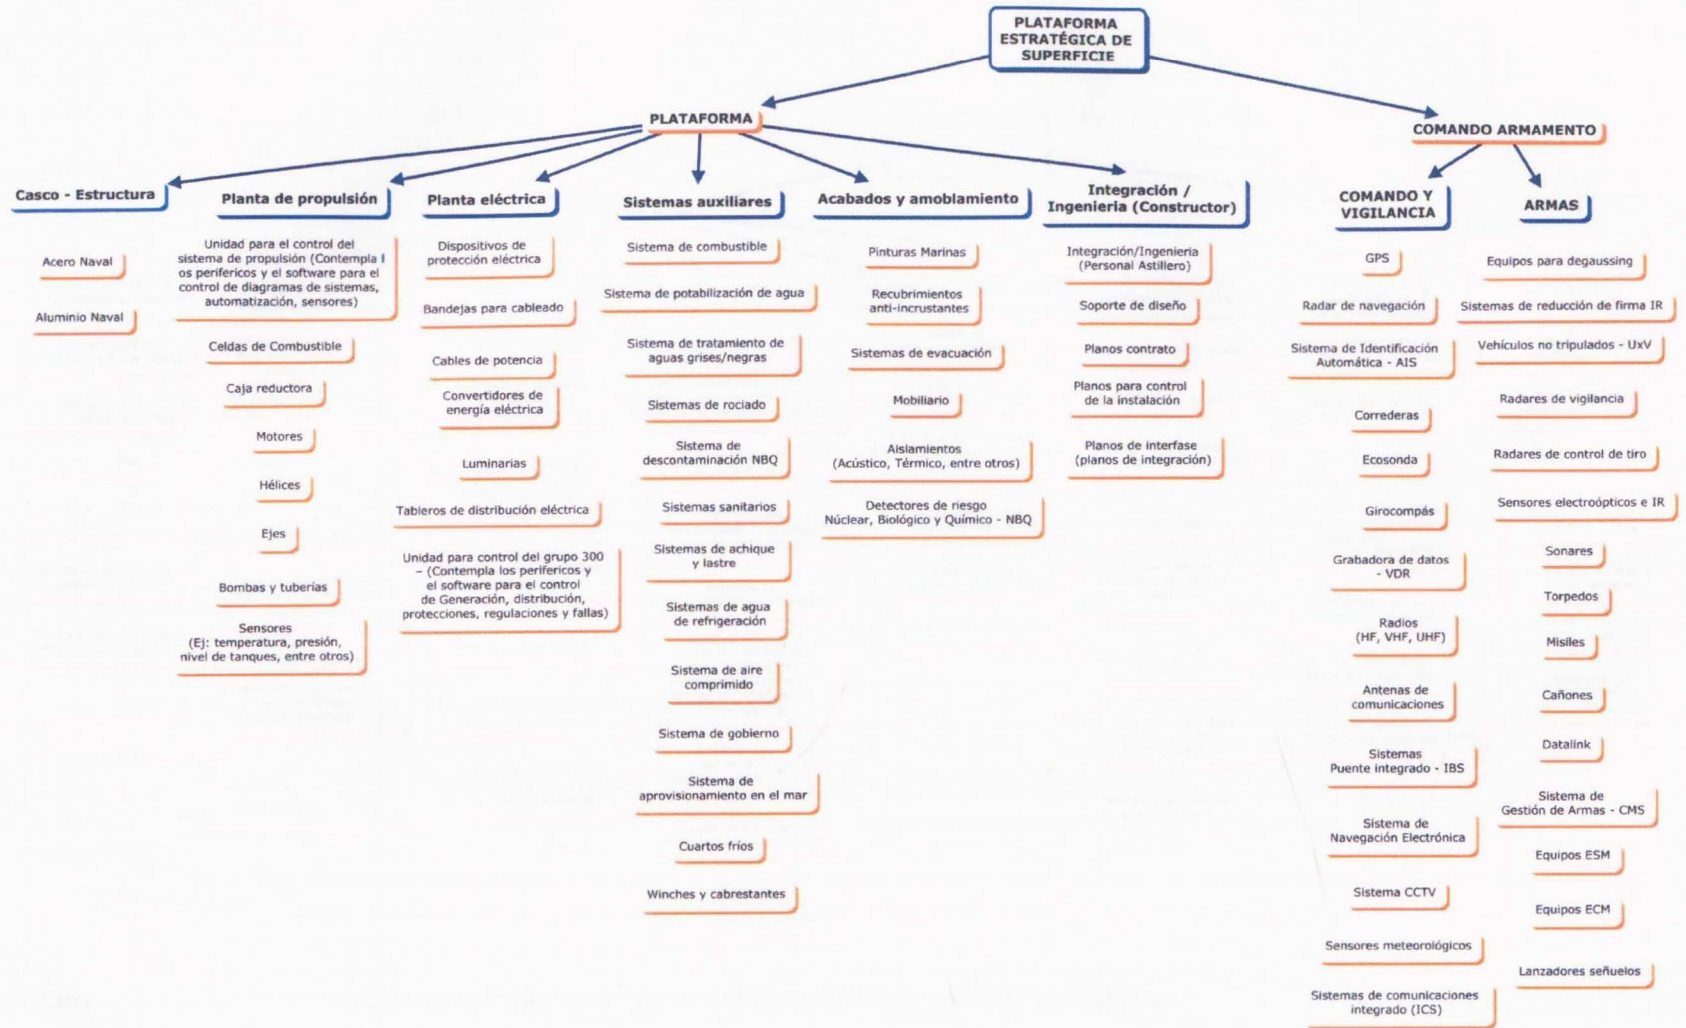 PLATAFORMA
ESTRATÉGICA DE
SUPERFICIE
PLATAFORMA
COMANDO ARMAMENTO
Casco - Estructura
Acero Naval
Aluminio Naval
Planta de propulsión
Unidad para el control del
sistema de propulsión (Contempla l
os perifericos y el software para el
control de diagramas de sistemas,
automatización, sensores)
Celdas de Combustible
Caja reductora
Motores
Hélices
Ejes
Bombas y tuberías
Sensores
(Ej: temperatura, presión,
nivel de tanques, entre otros)
Planta eléctrica
Dispositivos de
protección eléctrica
Bandejas para cableado
Cables de potencia
Convertidores de
energía eléctrica
Luminarias
Tableros de distribución eléctrica
Unidad para control del grupo 300
– (Contempla los perifericos y
el software para el control
de Generación, distribución,
protecciones, regulaciones y fallas)
Sistemas auxiliares
Sistema de combustible
Sistema de potabilización de agua
Sistema de tratamiento de
aguas grises/negras
Sistemas de rociado
Sistema de
descontaminación NBQ
Sistemas sanitarios
Sistemas de achique
y lastre
Sistemas de agua
de refrigeración
Sistema de aire
comprimido
Sistema de gobierno
Sistema de
aprovisionamiento en el mar
Cuartos fríos
Winches y cabrestantes
Acabados y amoblamiento
Pinturas Marinas
Recubrimientos
anti-incrustantes
Sistemas de evacuación
Mobiliario
Aislamientos
(Acústico, Térmico, entre otros)
Detectores de riesgo
Núclear, Biológico y Químico - NBQ
Integración /
Ingenieria (Constructor)
Integración/Ingenieria
(Personal Astillero)
Soporte de diseño
Planos contrato
Planos para control
de la instalación
Planos de interfase
(planos de integración)
COMANDO Y
VIGILANCIA
GPS
Radar de navegación
Sistema de Identificación
Automática - AIS
Correderas
Ecosonda
Girocompás
Grabadora de datos
- VDR
Radios
(HF, VHF, UHF)
Antenas de
comunicaciones
Sistemas
Puente integrado - IBS
Sistema de
Navegación Electrónica
Sistema CCTV
Sensores meteorológicos
Sistemas de comunicaciones
integrado (ICS)
ARMAS
Equipos para degaussing
Sistemas de reducción de firma IR
Vehículos no tripulados - UxV
Radares de vigilancia
Radares de control de tiro
Sensores electroópticos e IR
Sonares
Torpedos
Misiles
Cañones
Datalink
Sistema de
Gestión de Armas - CMS
Equipos ESM
Equipos ECM
Lanzadores señuelos